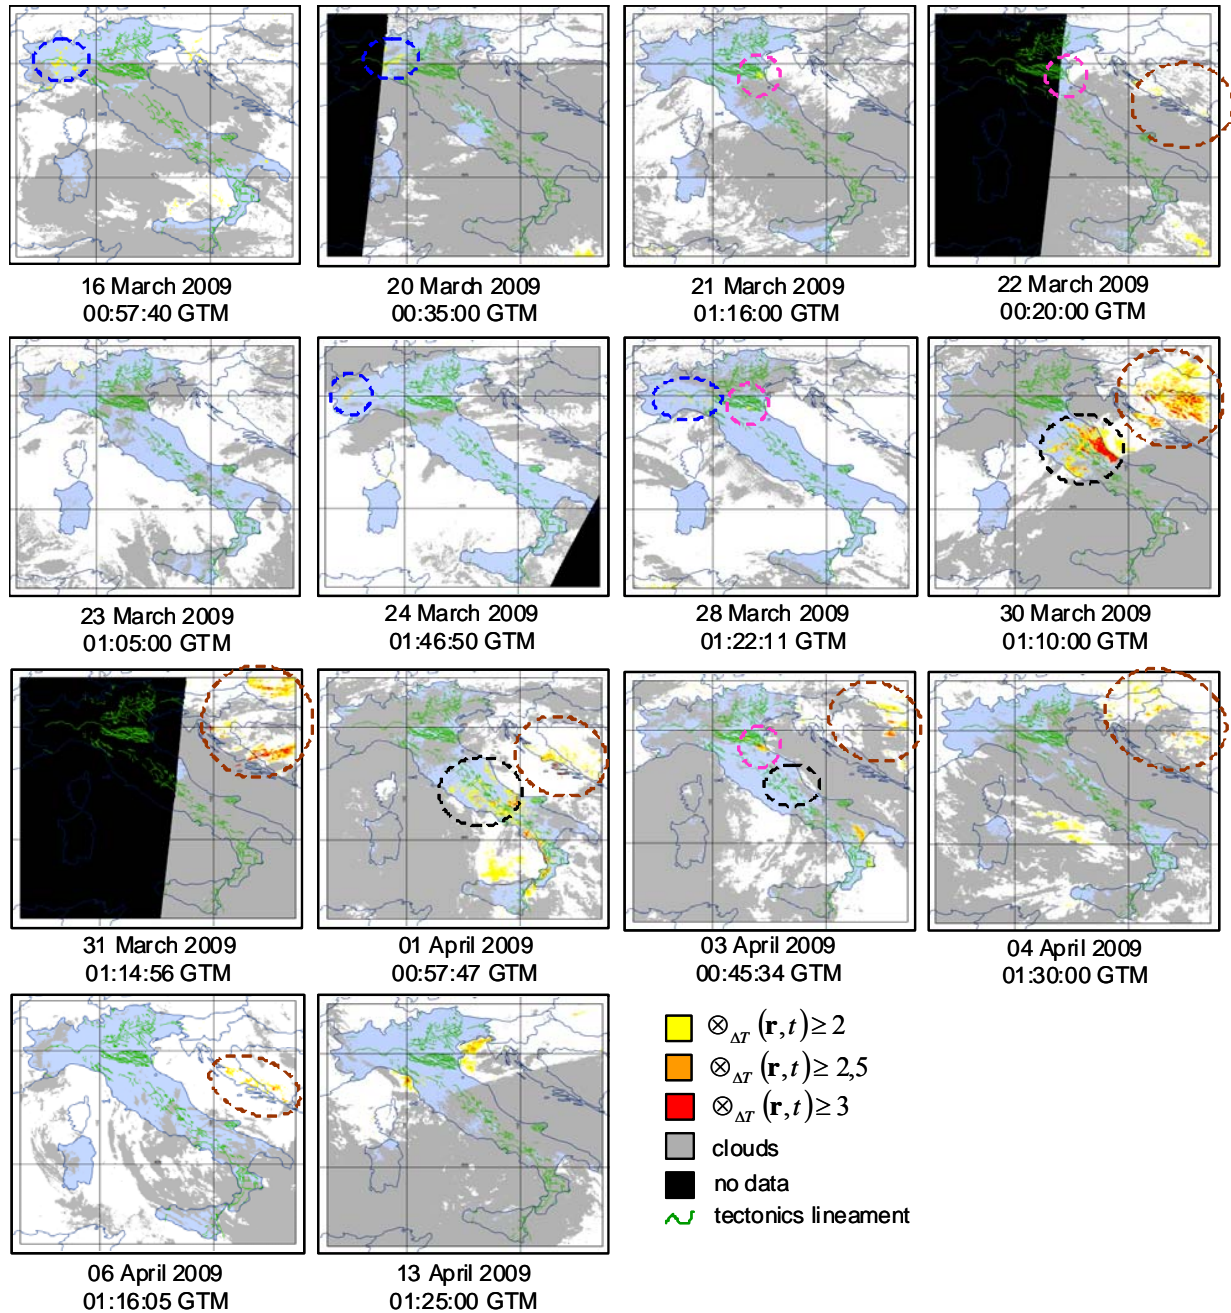 16 March 2009
00:57:40 GTM
20 March 2009
00:35:00 GTM
21 March 2009
01:16:00 GTM
22 March 2009
00:20:00 GTM
23 March 2009
01:05:00 GTM
24 March 2009
01:46:50 GTM
28 March 2009
01:22:11 GTM
30 March 2009
01:10:00 GTM
31 March 2009
01:14:56 GTM
01 April 2009
00:57:47 GTM
03 April 2009
00:45:34 GTM
04 April 2009
01:30:00 GTM
06 April 2009
01:16:05 GTM
13 April 2009
01:25:00 GTM
⊗ΔT (r,t) ≥ 2
⊗ΔT (r,t) ≥ 2,5
⊗ΔT (r,t) ≥ 3
clouds
no data
tectonics lineament